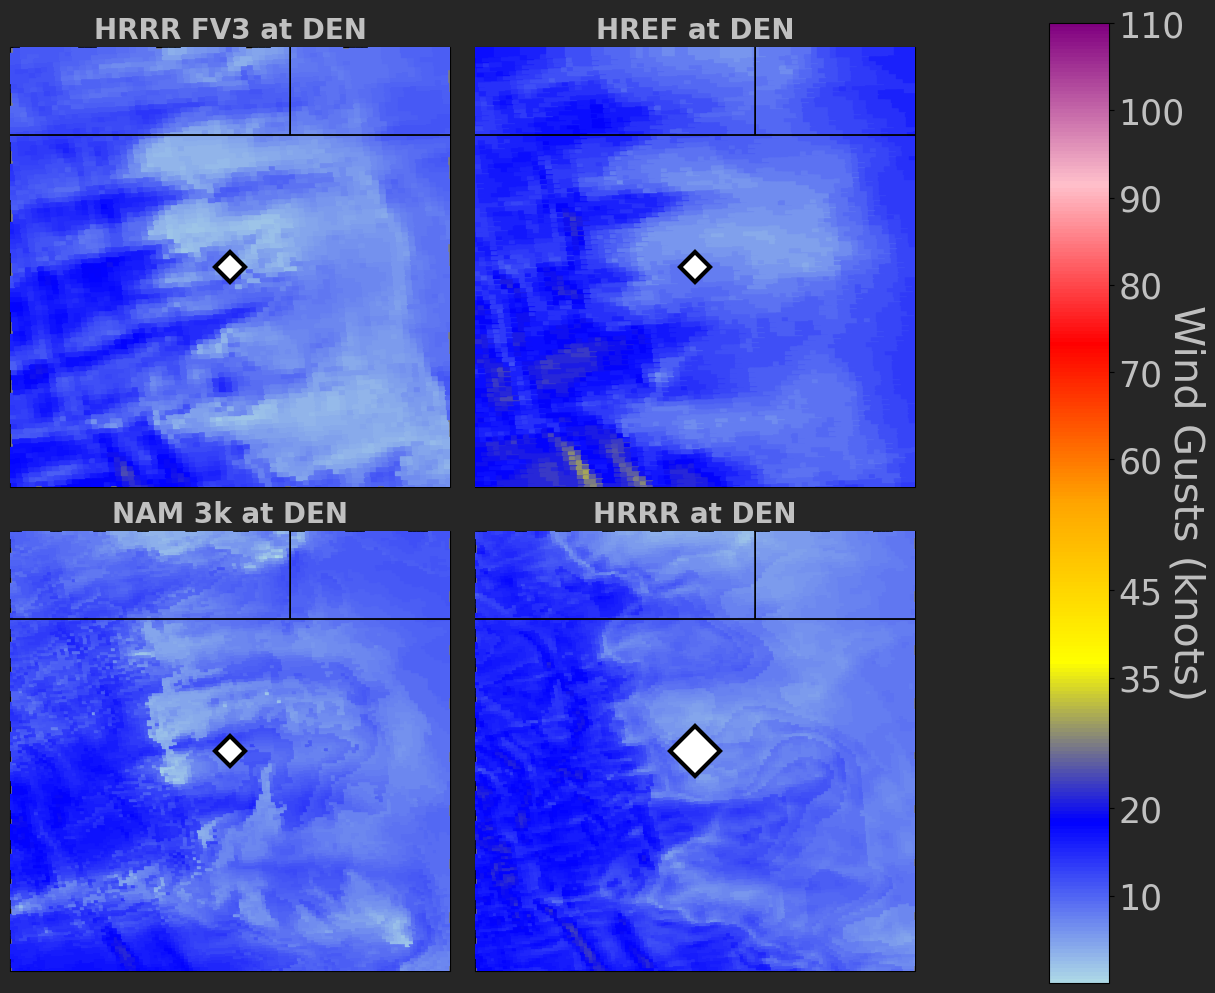 HRRR FV3 at DEN
HREF at DEN
NAM 3k at DEN
HRRR at DEN
110
100
90
80
70
60
45
35
20
10
Wind Gusts (knots)